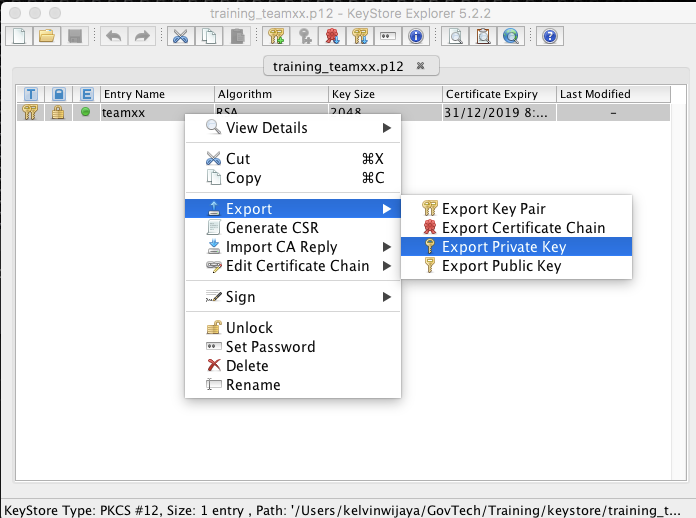 training_teamxx.p12 - KeyStore Explorer 5.2.2
training_teamxx.p12
T E Entry Name Algorithm Key Size Certificate Expiry Last Modified
teamxx RSA 2048 31/12/2019 8:... –
View Details
Cut ⌘X
Copy ⌘C
Export
Generate CSR
Import CA Reply
Edit Certificate Chain
Sign
Unlock
Set Password
Delete
Rename
Export Key Pair
Export Certificate Chain
Export Private Key
Export Public Key
KeyStore Type: PKCS #12, Size: 1 entry , Path: '/Users/kelvinwijaya/GovTech/Training/keystore/training_t...